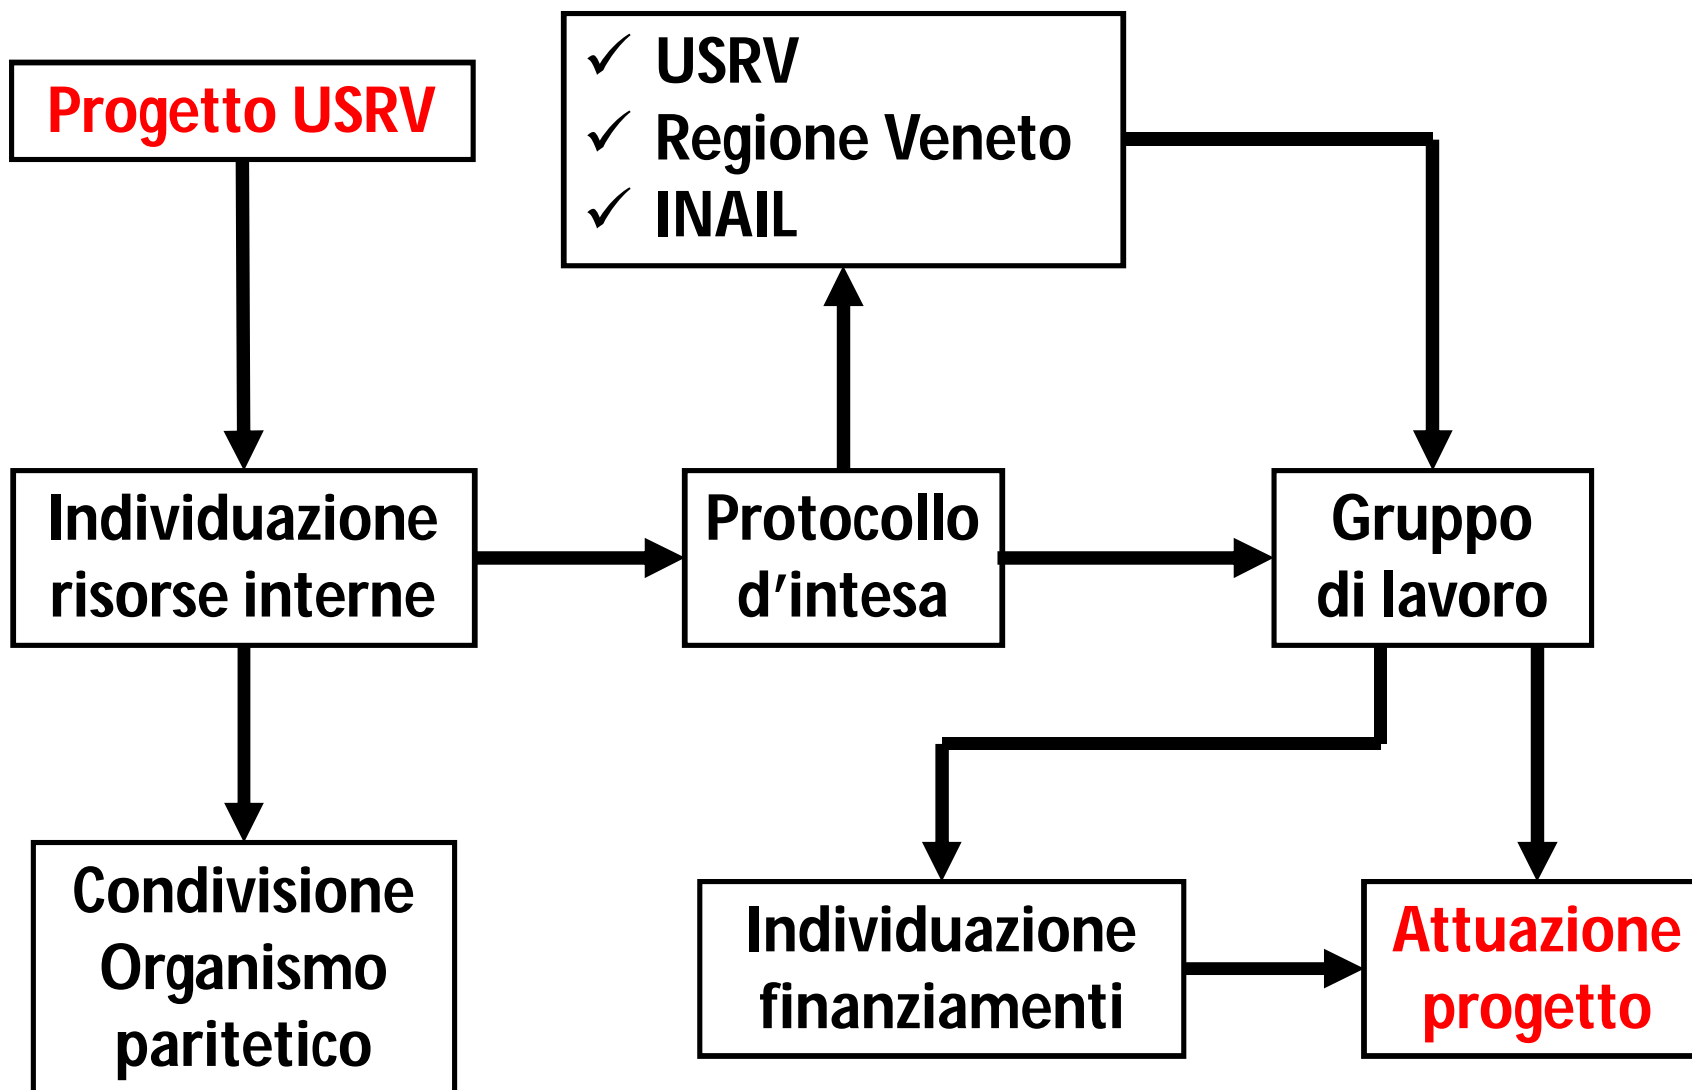 Progetto USRV
✓ USRV
✓ Regione Veneto
✓ INAIL
Individuazione
risorse interne
Protocollo
d’intesa
Gruppo
di lavoro
Condivisione
Organismo
paritetico
Individuazione
finanziamenti
Attuazione
progetto